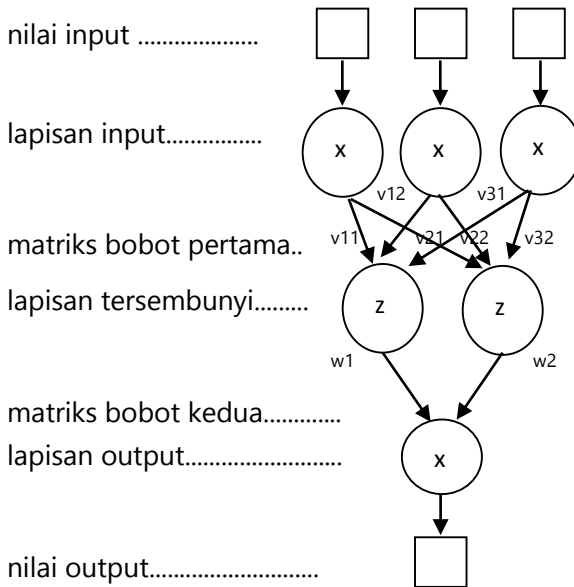 nilai input ....................
x x x
lapisan input................
v12 v31
v11 v21 v22 v32
matriks bobot pertama..
lapisan tersembunyi.........
z z
w1 w2
matriks bobot kedua.............
lapisan output..........................
x
nilai output............................